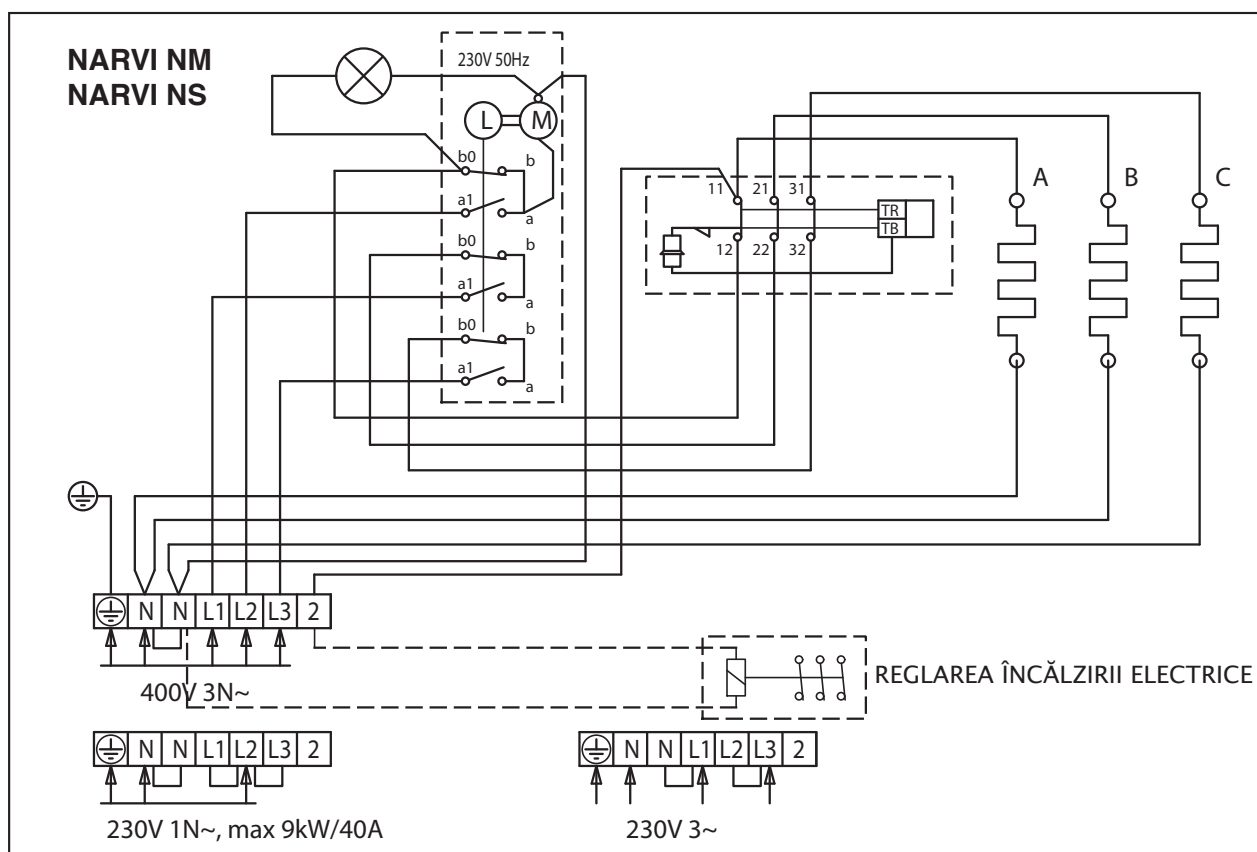 NARVI NM
NARVI NS
230V 50Hz
L M
b0 b
a1 a
b0 b
a1 a
b0 b
a1 a
11 21 31
TR
TB
12 22 32
A B C
N N L1 L2 L3 2
400V 3N~
REGLAREA ÎNCĂLZIRII ELECTRICE
N N L1 L2 L3 2
230V 1N~, max 9kW/40A
N N L1 L2 L3 2
230V 3~